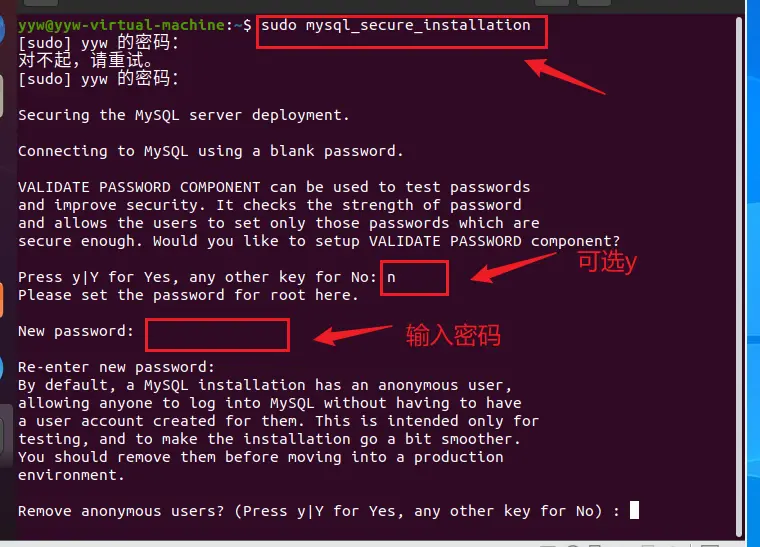 yyw@yyw-virtual-machine:~$ sudo mysql_secure_installation
[sudo] yyw 的密码：
对不起，请重试。
[sudo] yyw 的密码：
Securing the MySQL server deployment.
Connecting to MySQL using a blank password.
VALIDATE PASSWORD COMPONENT can be used to test passwords
and improve security. It checks the strength of password
and allows the users to set only those passwords which are
secure enough. Would you like to setup VALIDATE PASSWORD component?
Press y|Y for Yes, any other key for No: n
可选y
Please set the password for root here.
New password:
输入密码
Re-enter new password:
By default, a MySQL installation has an anonymous user,
allowing anyone to log into MySQL without having to have
a user account created for them. This is intended only for
testing, and to make the installation go a bit smoother.
You should remove them before moving into a production
environment.
Remove anonymous users? (Press y|Y for Yes, any other key for No) :